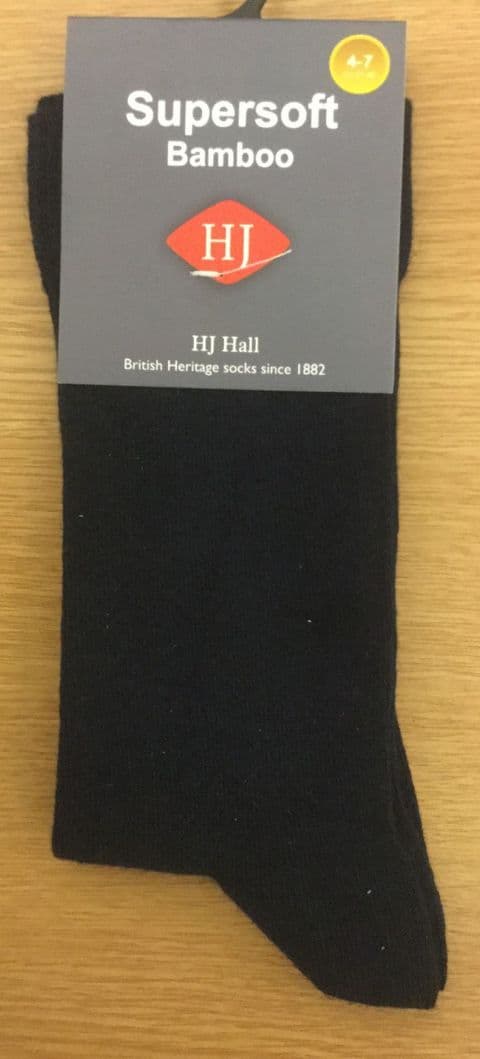 4-7
Supersoft
Bamboo
HJ
HJ Hall
British Heritage socks since 1882